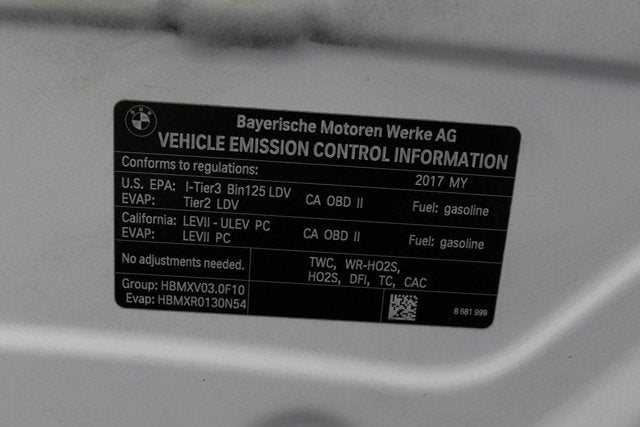 BMW
Bayerische Motoren Werke AG
VEHICLE EMISSION CONTROL INFORMATION
Conforms to regulations: 2017 MY
U.S. EPA: I-Tier3 Bin125 LDV CA OBD II Fuel: gasoline
EVAP: Tier2 LDV
California: LEVII - ULEV PC CA OBD II Fuel: gasoline
EVAP: LEVII PC
No adjustments needed. TWC, WR-HO2S,
HO2S, DFI, TC, CAC
Group: HBMXV03.0F10
Evap: HBMXR0130N54
8 681 999